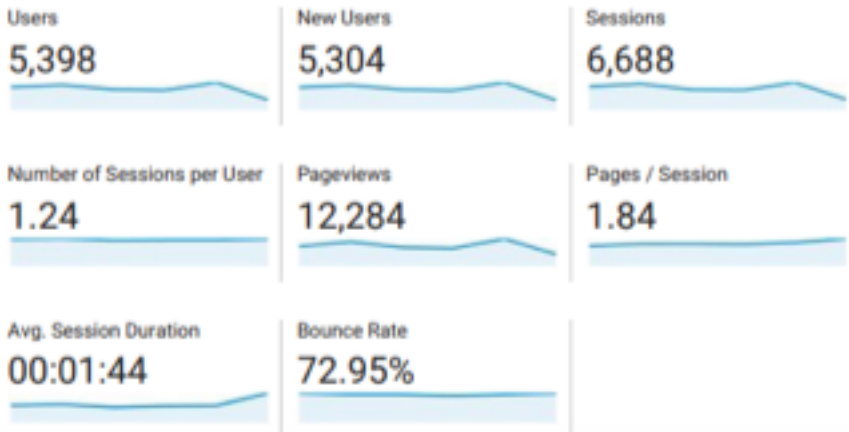 Users
5,398
New Users
5,304
Sessions
6,688
Number of Sessions per User
1.24
Pageviews
12,284
Pages / Session
1.84
Avg. Session Duration
00:01:44
Bounce Rate
72.95%